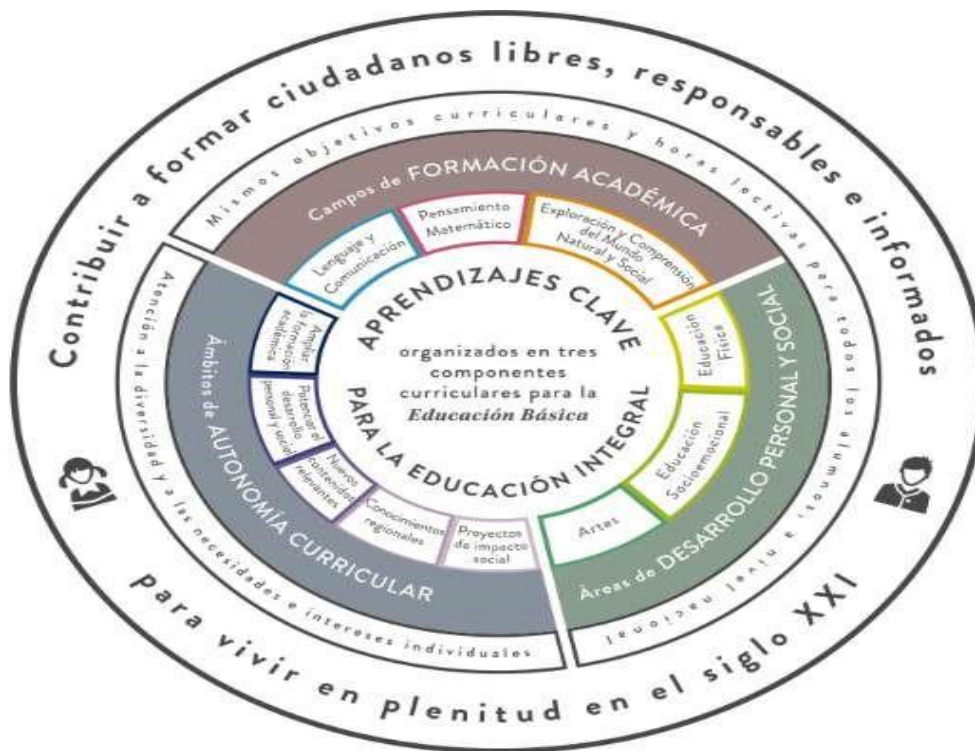 Contribuir a formar ciudadanos libres, responsables e informados
para vivir en plenitud en el siglo XXI
Mismos objetivos curriculares y horas lectivas para todos los alumnos, a nivel nacional
Atención a la diversidad y a las necesidades e intereses individuales
Campos de FORMACIÓN ACADÉMICA
Lenguaje y
Comunicación
Pensamiento
Matemático
Exploración y Comprensión
del Mundo
Natural y Social
Áreas de DESARROLLO PERSONAL Y SOCIAL
Educación
Física
Educación
Socioemocional
Artes
Ámbitos de AUTONOMÍA CURRICULAR
Ampliar
la formación
académica
Potenciar el
desarrollo
personal y social
Nuevos
contenidos
relevantes
Conocimientos
regionales
Proyectos
de impacto
social
APRENDIZAJES CLAVE
organizados en tres
componentes
curriculares para la
Educación Básica
PARA LA EDUCACIÓN INTEGRAL